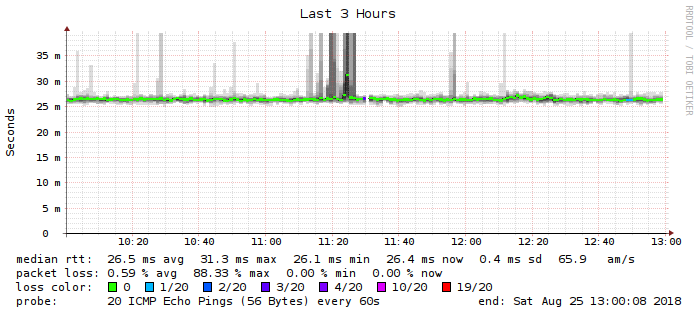 Last 3 Hours
RRDTOOL / TOBI OETIKER
Seconds
35 m
30 m
25 m
20 m
15 m
10 m
5 m
0
10:20 10:40 11:00 11:20 11:40 12:00 12:20 12:40 13:00
median rtt: 26.5 ms avg 31.3 ms max 26.1 ms min 26.4 ms now 0.4 ms sd 65.9 am/s
packet loss: 0.59 % avg 88.33 % max 0.00 % min 0.00 % now
loss color: 0 1/20 2/20 3/20 4/20 10/20 19/20
probe: 20 ICMP Echo Pings (56 Bytes) every 60s end: Sat Aug 25 13:00:08 2018